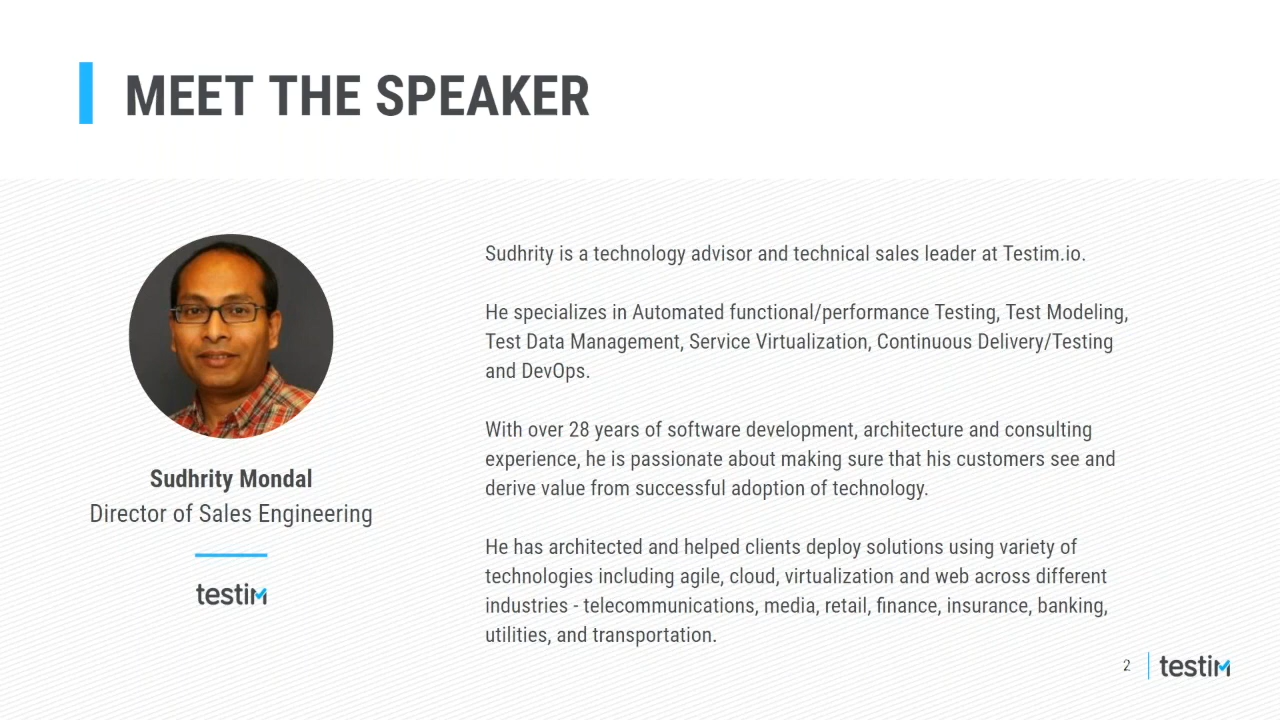 MEET THE SPEAKER
Sudhrity Mondal
Director of Sales Engineering
testim
Sudhrity is a technology advisor and technical sales leader at Testim.io.
He specializes in Automated functional/performance Testing, Test Modeling,
Test Data Management, Service Virtualization, Continuous Delivery/Testing
and DevOps.
With over 28 years of software development, architecture and consulting
experience, he is passionate about making sure that his customers see and
derive value from successful adoption of technology.
He has architected and helped clients deploy solutions using variety of
technologies including agile, cloud, virtualization and web across different
industries - telecommunications, media, retail, finance, insurance, banking,
utilities, and transportation.
2 testim